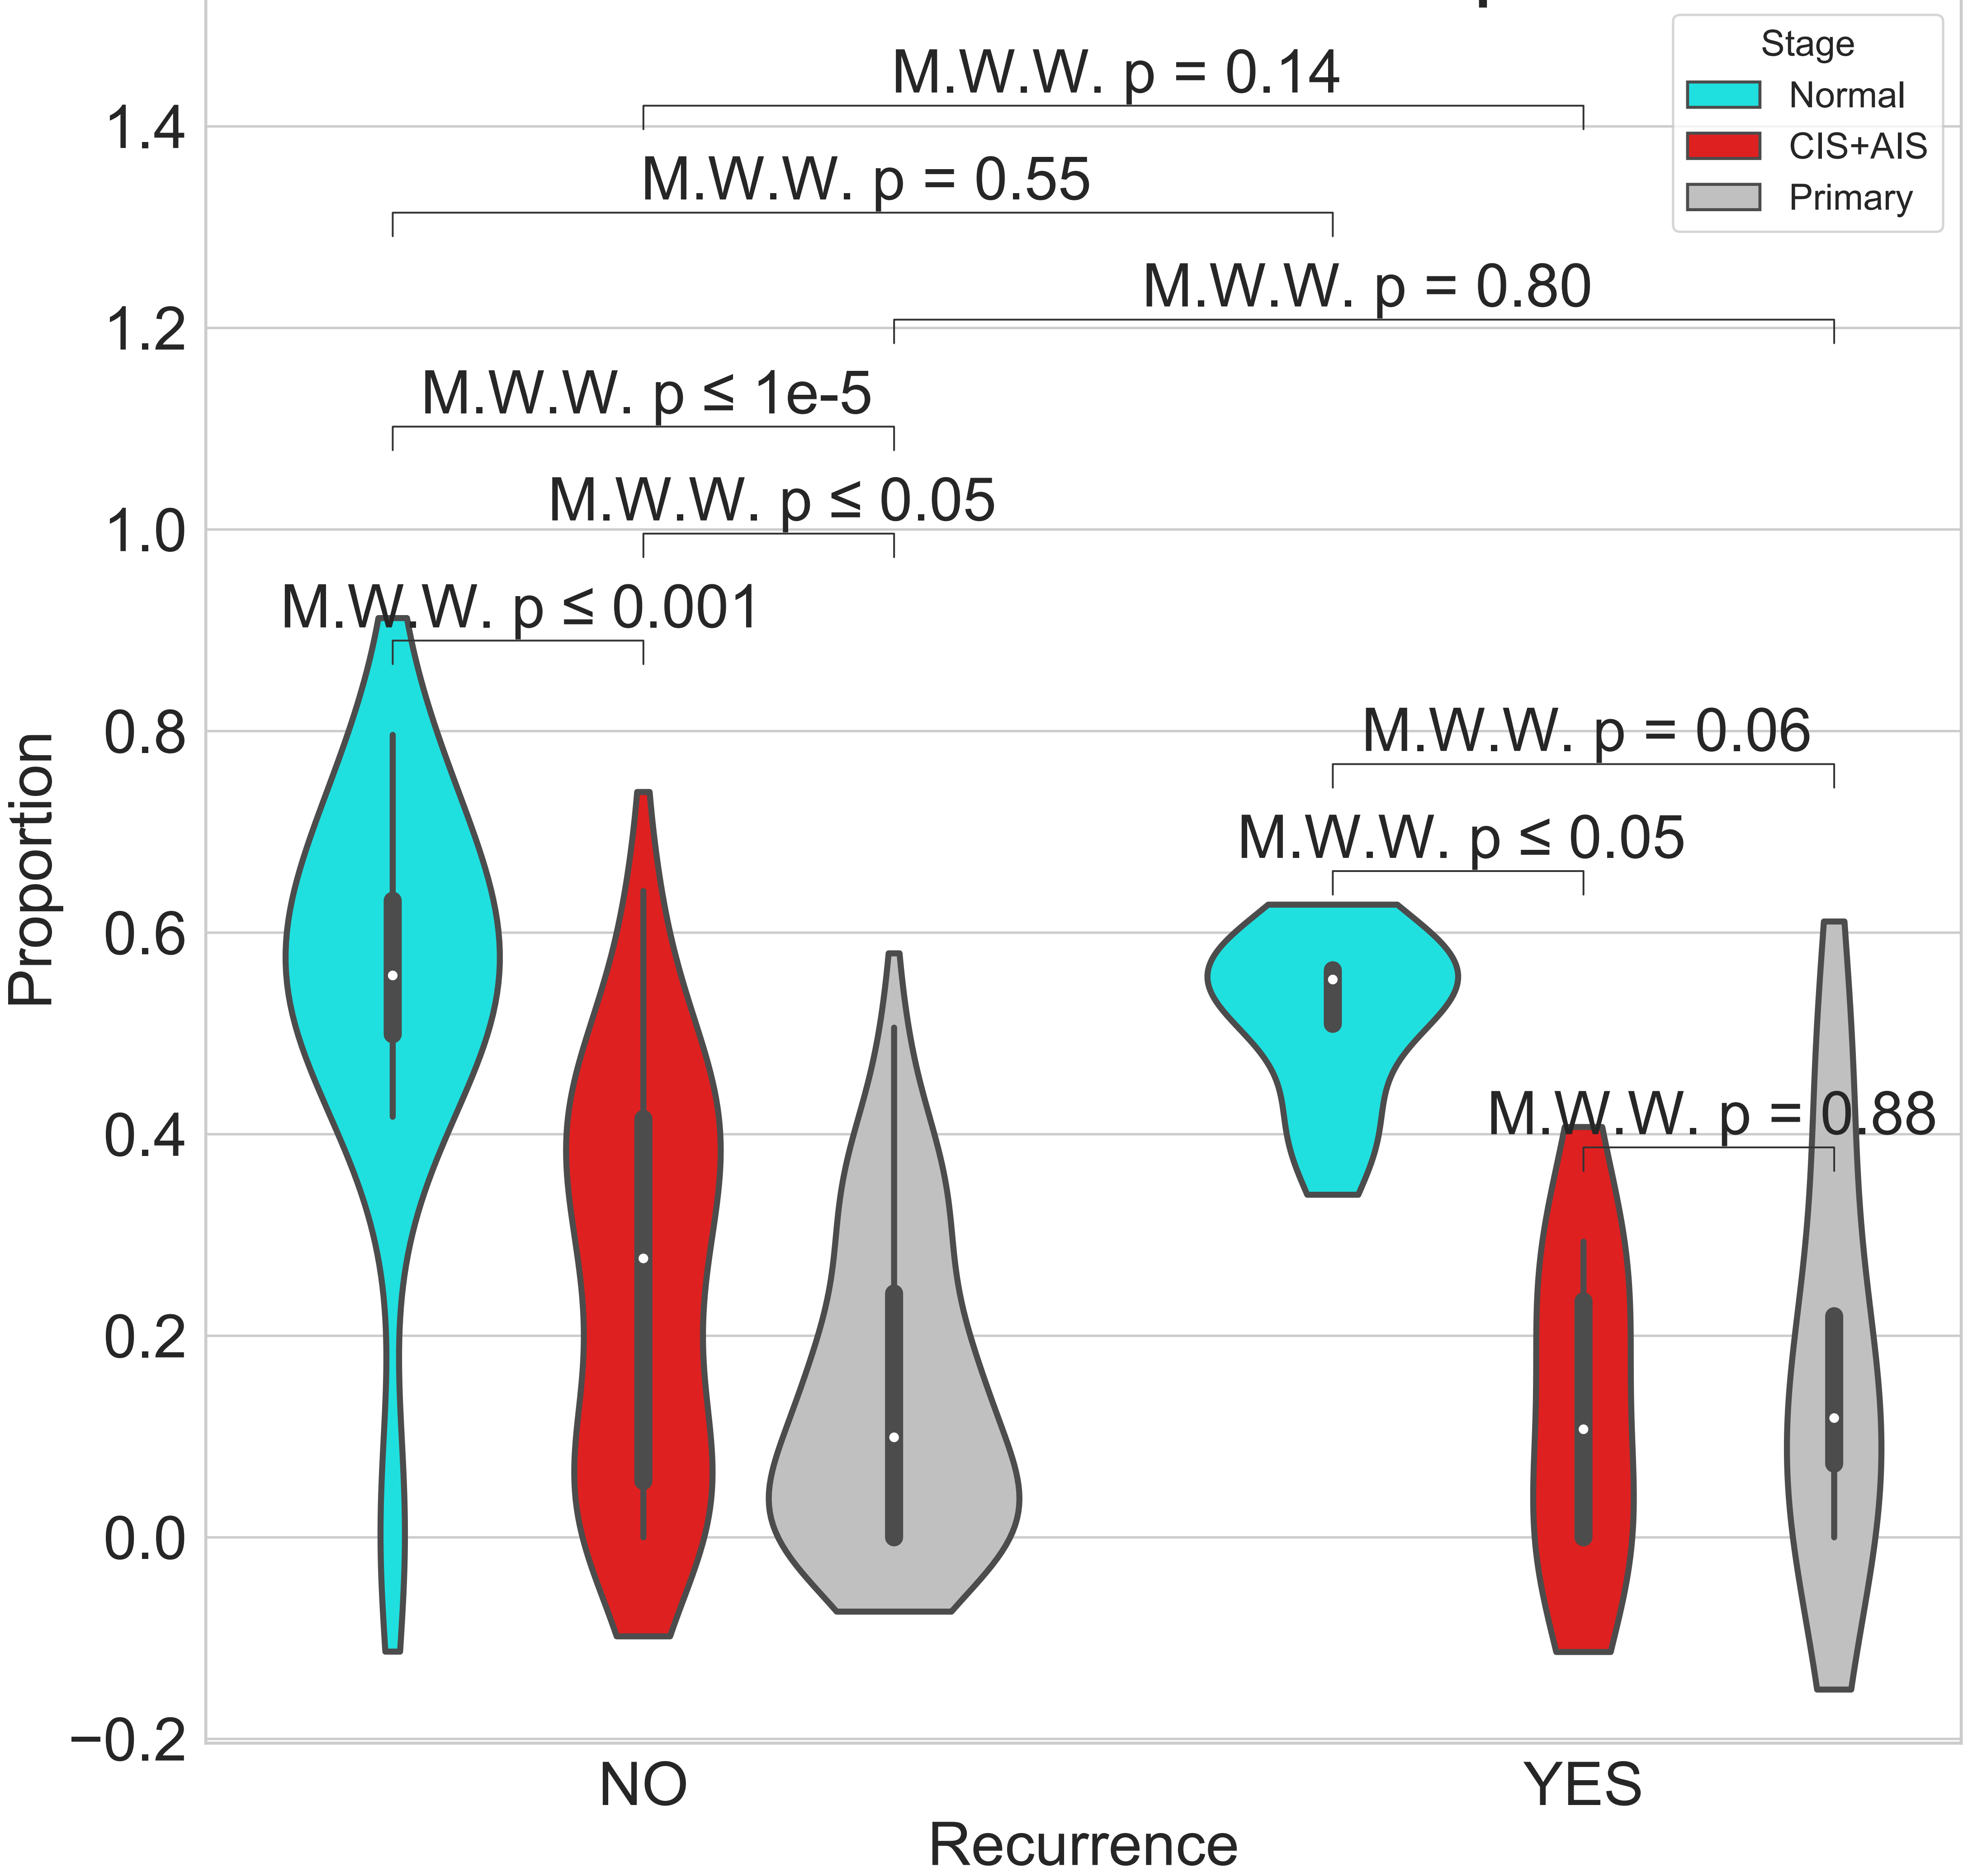 Stage
Normal
CIS+AIS
Primary
M.W.W. p = 0.14
M.W.W. p = 0.55
M.W.W. p = 0.80
M.W.W. p ≤ 1e-5
M.W.W. p ≤ 0.05
M.W.W. p ≤ 0.001
M.W.W. p = 0.06
M.W.W. p ≤ 0.05
M.W.W. p = 0.88
1.4
1.2
1.0
0.8
0.6
0.4
0.2
0.0
−0.2
Proportion
NO
YES
Recurrence